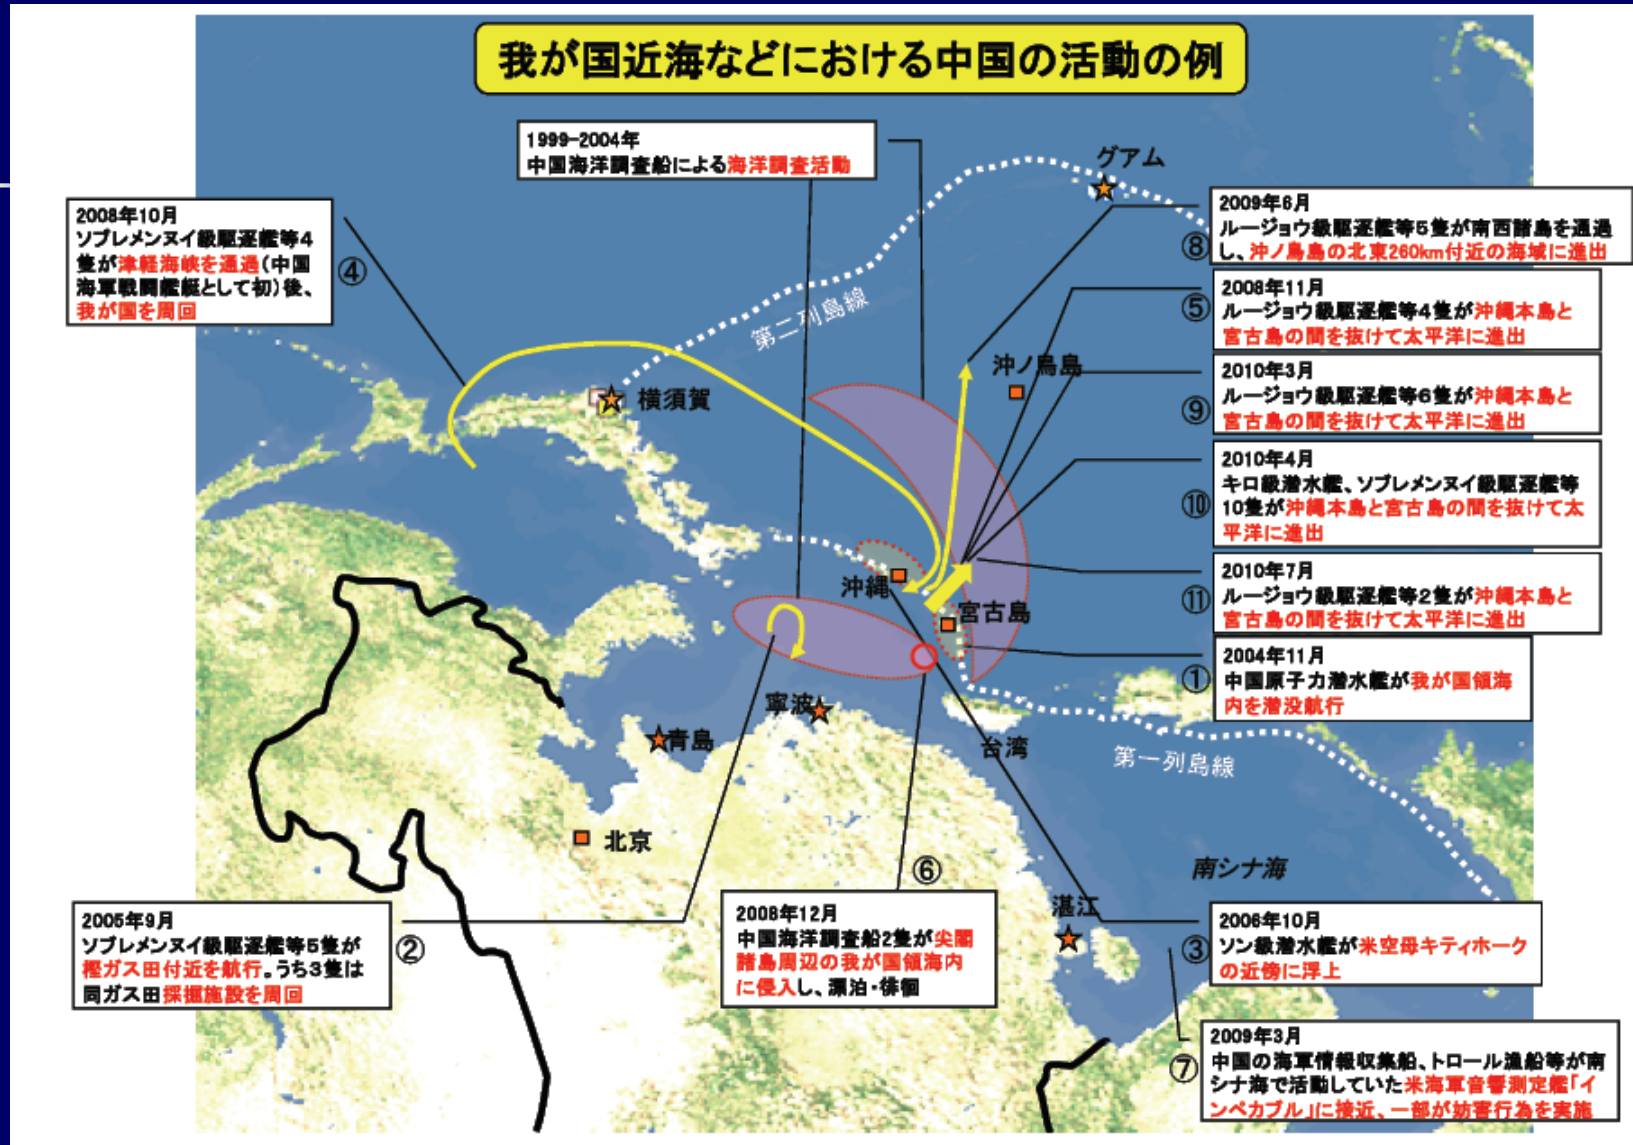 我が国近海などにおける中国の活動の例
1999-2004年
中国海洋調査船による海洋調査活動
グアム
2008年10月
ソブレメンヌイ級駆逐艦等4
隻が津軽海峡を通過(中国
海軍戦闘艦艇として初)後、
我が国を周回
④
2009年6月
ルージョウ級駆逐艦等5隻が南西諸島を通過
し、沖ノ鳥島の北東260km付近の海域に進出
⑧
2008年11月
ルージョウ級駆逐艦等4隻が沖縄本島と
宮古島の間を抜けて太平洋に進出
⑤
第二列島線
沖ノ鳥島
横須賀
2010年3月
ルージョウ級駆逐艦等6隻が沖縄本島と
宮古島の間を抜けて太平洋に進出
⑨
2010年4月
キロ級潜水艦、ソブレメンヌイ級駆逐艦等
10隻が沖縄本島と宮古島の間を抜けて太
平洋に進出
⑩
2010年7月
ルージョウ級駆逐艦等2隻が沖縄本島と
宮古島の間を抜けて太平洋に進出
⑪
沖縄
宮古島
2004年11月
中国原子力潜水艦が我が国領海
内を潜没航行
①
寧波
青島
台湾
第一列島線
北京
南シナ海
湛江
2005年9月
ソブレメンヌイ級駆逐艦等5隻が
樫ガス田付近を航行。うち3隻は
同ガス田採掘施設を周回
②
⑥
2008年12月
中国海洋調査船2隻が尖閣
諸島周辺の我が国領海内
に侵入し、漂泊・徘徊
2006年10月
ソン級潜水艦が米空母キティホーク
の近傍に浮上
③
2009年3月
中国の海軍情報収集船、トロール漁船等が南
シナ海で活動していた米海軍音響測定艦「イ
ンペカブル」に接近、一部が妨害行為を実施
⑦